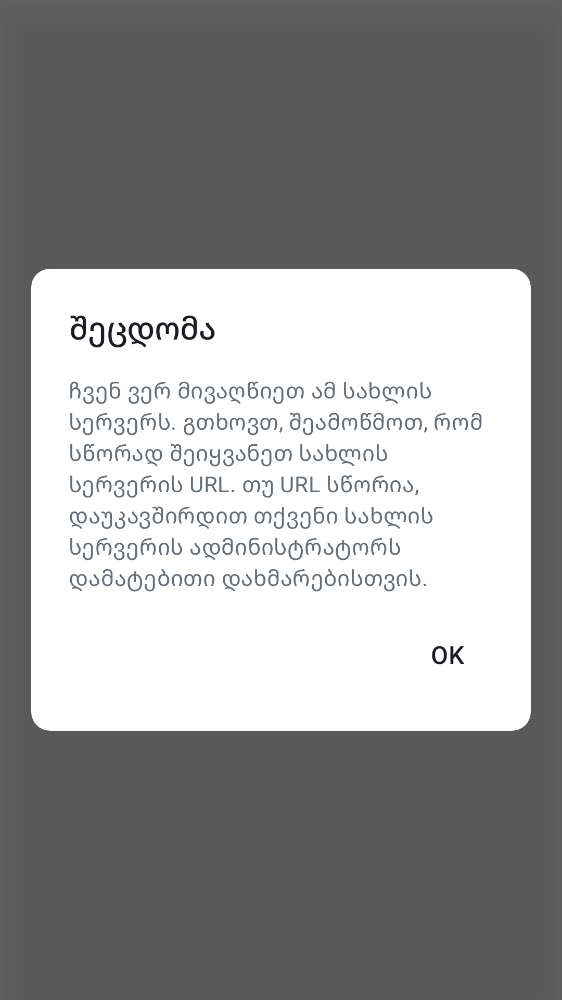 შეცდომა
ჩვენ ვერ მივაღწიეთ ამ სახლის
სერვერს. გთხოვთ, შეამოწმოთ, რომ
სწორად შეიყვანეთ სახლის
სერვერის URL. თუ URL სწორია,
დაუკავშირდით თქვენი სახლის
სერვერის ადმინისტრატორს
დამატებითი დახმარებისთვის.
OK